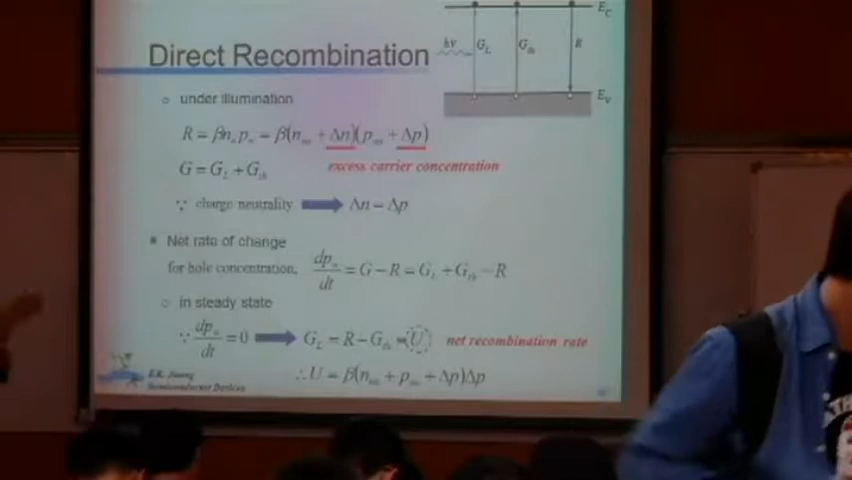 Direct Recombination
hν G_L G_th R E_C
E_V
○ under illumination
R = βn_n p_n = β(n_no + Δn)(p_no + Δp)
G = G_L + G_th excess carrier concentration
∵ charge neutrality Δn = Δp
Net rate of change
for hole concentration, dp_n/dt = G − R = G_L + G_th − R
○ in steady state
∵ dp_n/dt = 0 G_L = R − G_th = U net recombination rate
∴ U = β(n_no + p_no + Δp)Δp
Semiconductor Devices